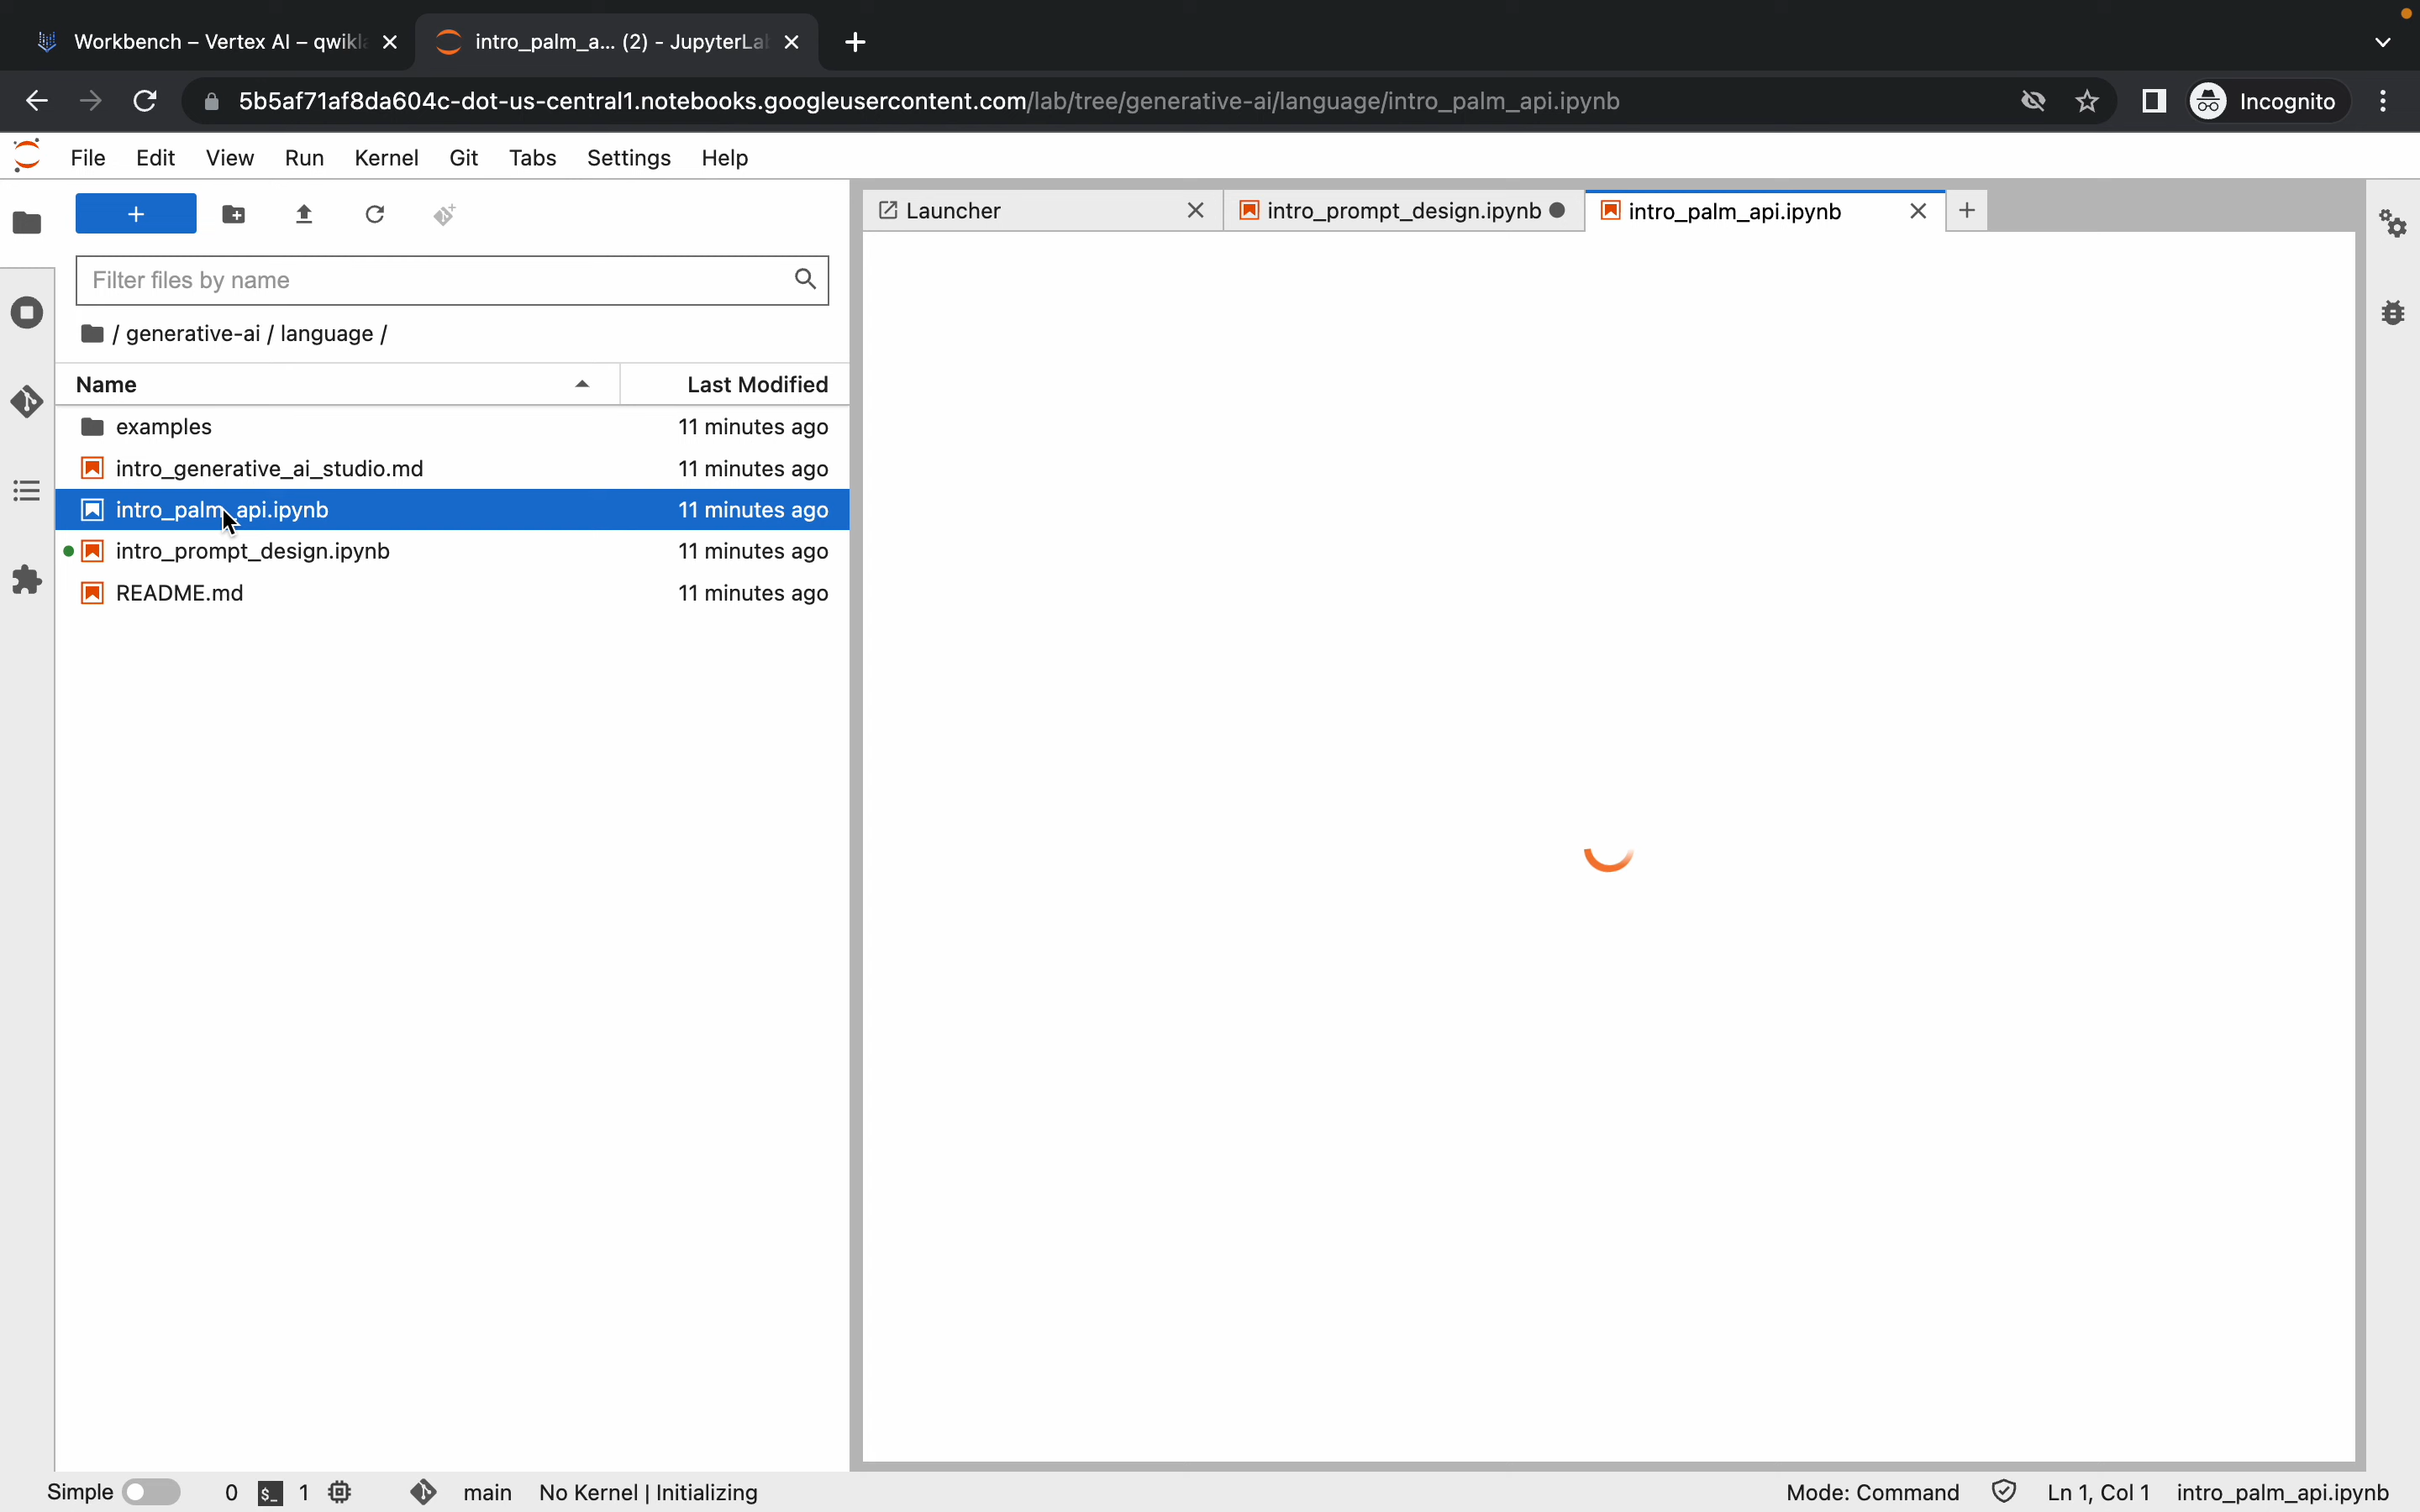 Workbench – Vertex AI – qwikl
intro_palm_a... (2) - JupyterLa
5b5af71af8da604c-dot-us-central1.notebooks.googleusercontent.com/lab/tree/generative-ai/language/intro_palm_api.ipynb
Incognito
File Edit View Run Kernel Git Tabs Settings Help
Launcher
intro_prompt_design.ipynb
intro_palm_api.ipynb
Filter files by name
/ generative-ai / language /
Name Last Modified
examples 11 minutes ago
intro_generative_ai_studio.md 11 minutes ago
intro_palm_api.ipynb 11 minutes ago
intro_prompt_design.ipynb 11 minutes ago
README.md 11 minutes ago
Simple 0 $_ 1 main No Kernel | Initializing Mode: Command Ln 1, Col 1 intro_palm_api.ipynb